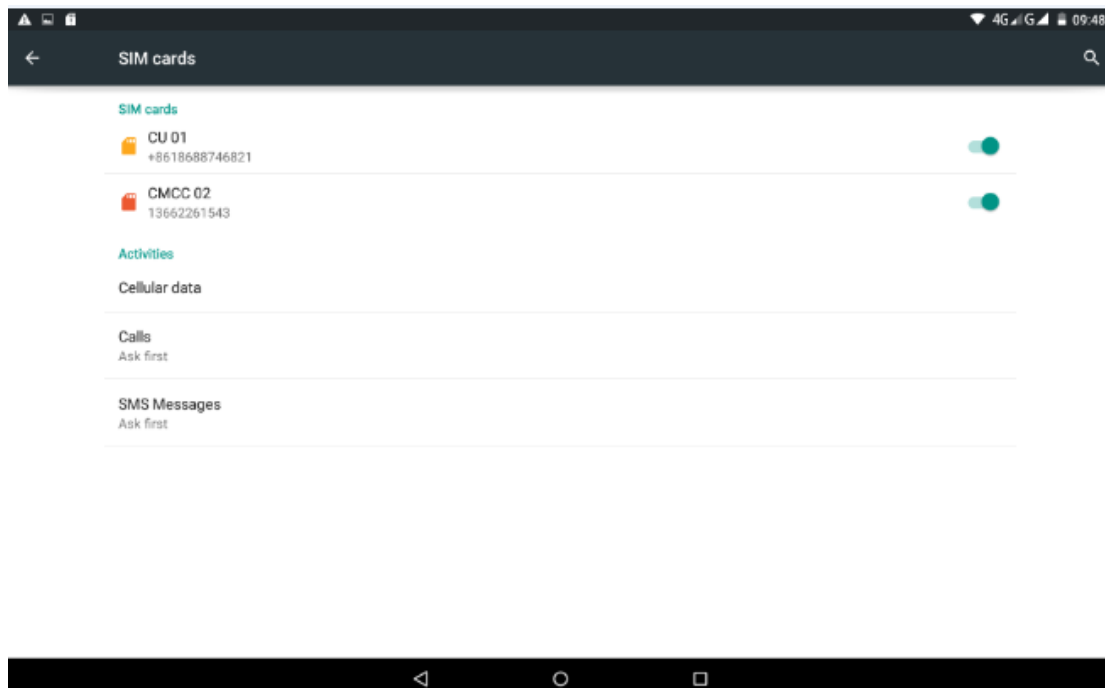 4G G 09:48
SIM cards
SIM cards
CU 01
+8618688746821
CMCC 02
13662261543
Activities
Cellular data
Calls
Ask first
SMS Messages
Ask first